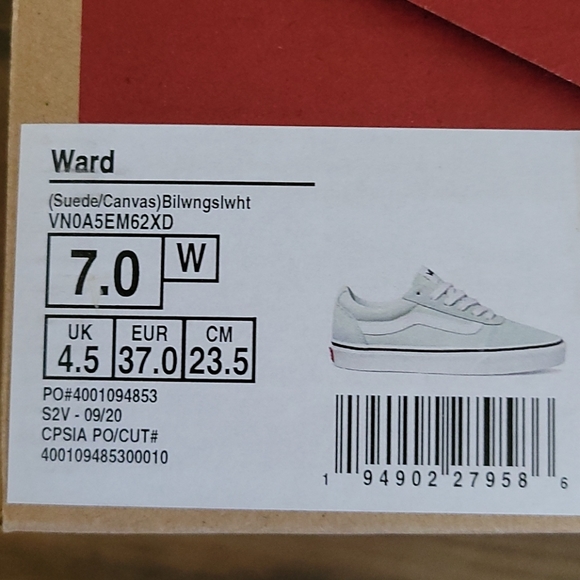 Ward
(Suede/Canvas)Bilwngslwht
VN0A5EM62XD
7.0 W
UK EUR CM
4.5 37.0 23.5
PO#4001094853
S2V - 09/20
CPSIA PO/CUT#
400109485300010
1 94902 27958 6